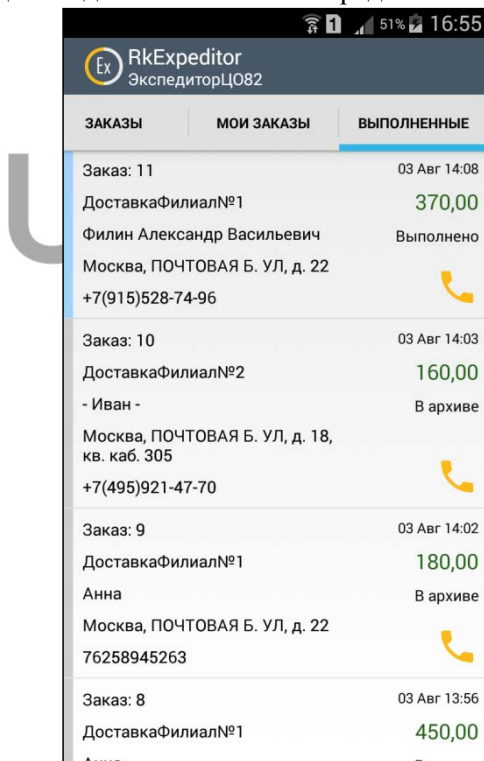 1 51% 16:55
RkExpeditor
Ex
ЭкспедиторЦО82
ЗАКАЗЫ МОИ ЗАКАЗЫ ВЫПОЛНЕННЫЕ
Заказ: 11 03 Авг 14:08
ДоставкаФилиал№1 370,00
Филин Александр Васильевич Выполнено
Москва, ПОЧТОВАЯ Б. УЛ, д. 22
+7(915)528-74-96
Заказ: 10 03 Авг 14:03
ДоставкаФилиал№2 160,00
- Иван - В архиве
Москва, ПОЧТОВАЯ Б. УЛ, д. 18,
кв. каб. 305
+7(495)921-47-70
Заказ: 9 03 Авг 14:02
ДоставкаФилиал№1 180,00
Анна В архиве
Москва, ПОЧТОВАЯ Б. УЛ, д. 22
76258945263
Заказ: 8 03 Авг 13:56
ДоставкаФилиал№1 450,00